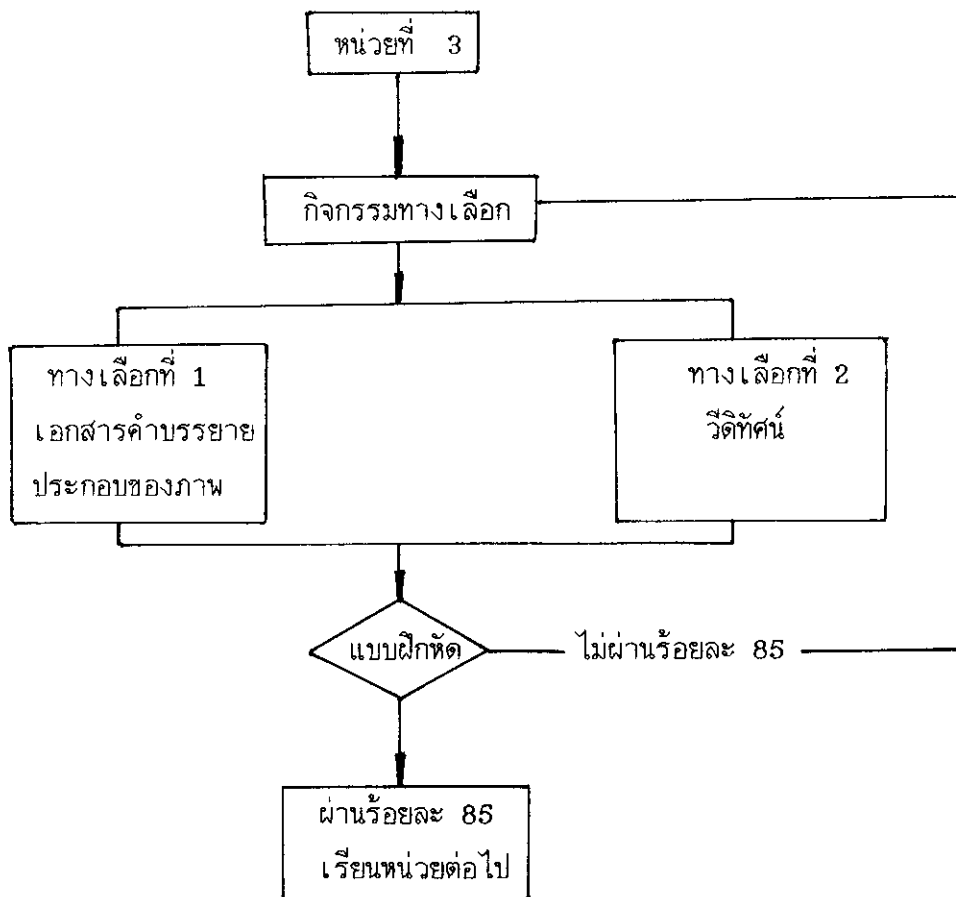 หน่วยที่ 3
กิจกรรมทางเลือก
ทางเลือกที่ 1
เอกสารคำบรรยาย
ประกอบของภาพ
ทางเลือกที่ 2
วีดิทัศน์
แบบฝึกหัด
ไม่ผ่านร้อยละ 85
ผ่านร้อยละ 85
เรียนหน่วยต่อไป